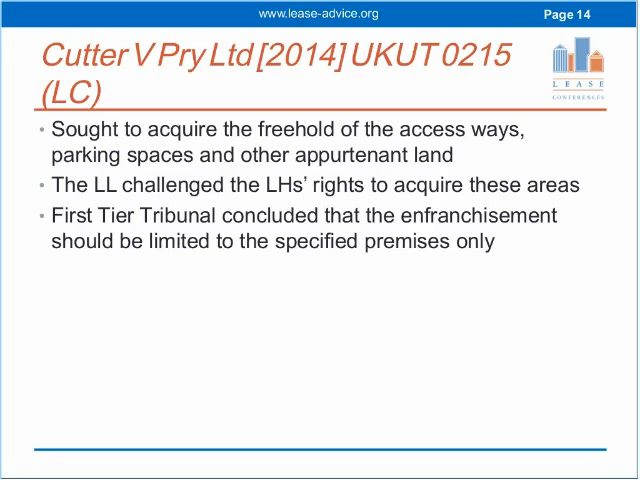 www.lease-advice.org
Page 14
Cutter V Pry Ltd [2014] UKUT 0215
(LC)
LEASE
CONFERENCES
• Sought to acquire the freehold of the access ways,
parking spaces and other appurtenant land
• The LL challenged the LHs’ rights to acquire these areas
• First Tier Tribunal concluded that the enfranchisement
should be limited to the specified premises only